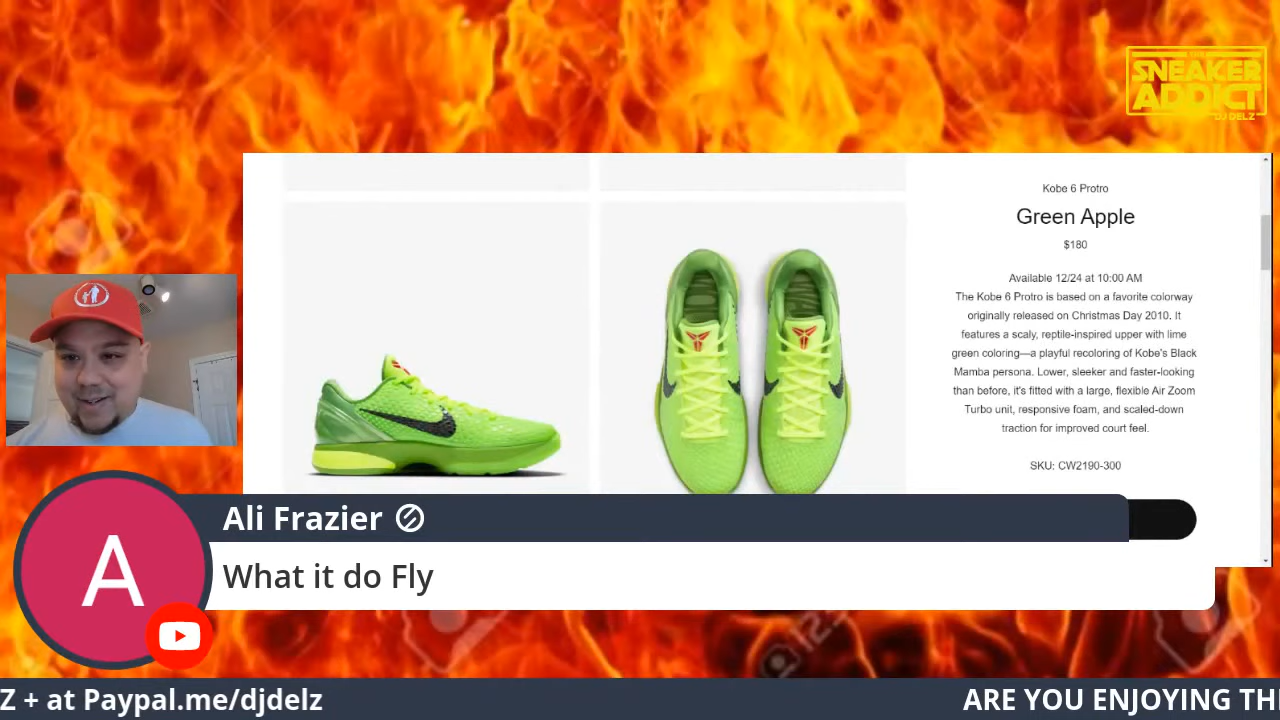 SNEAKER
ADDICT
DJ DELZ
Kobe 6 Protro
Green Apple
$180
Available 12/24 at 10:00 AM
The Kobe 6 Protro is based on a favorite colorway
originally released on Christmas Day 2010. It
features a scaly, reptile-inspired upper with lime
green coloring—a playful recoloring of Kobe's Black
Mamba persona. Lower, sleeker and faster-looking
than before, it's fitted with a large, flexible Air Zoom
Turbo unit, responsive foam, and scaled-down
traction for improved court feel.
SKU: CW2190-300
A
Ali Frazier
What it do Fly
Z + at Paypal.me/djdelz
ARE YOU ENJOYING TH